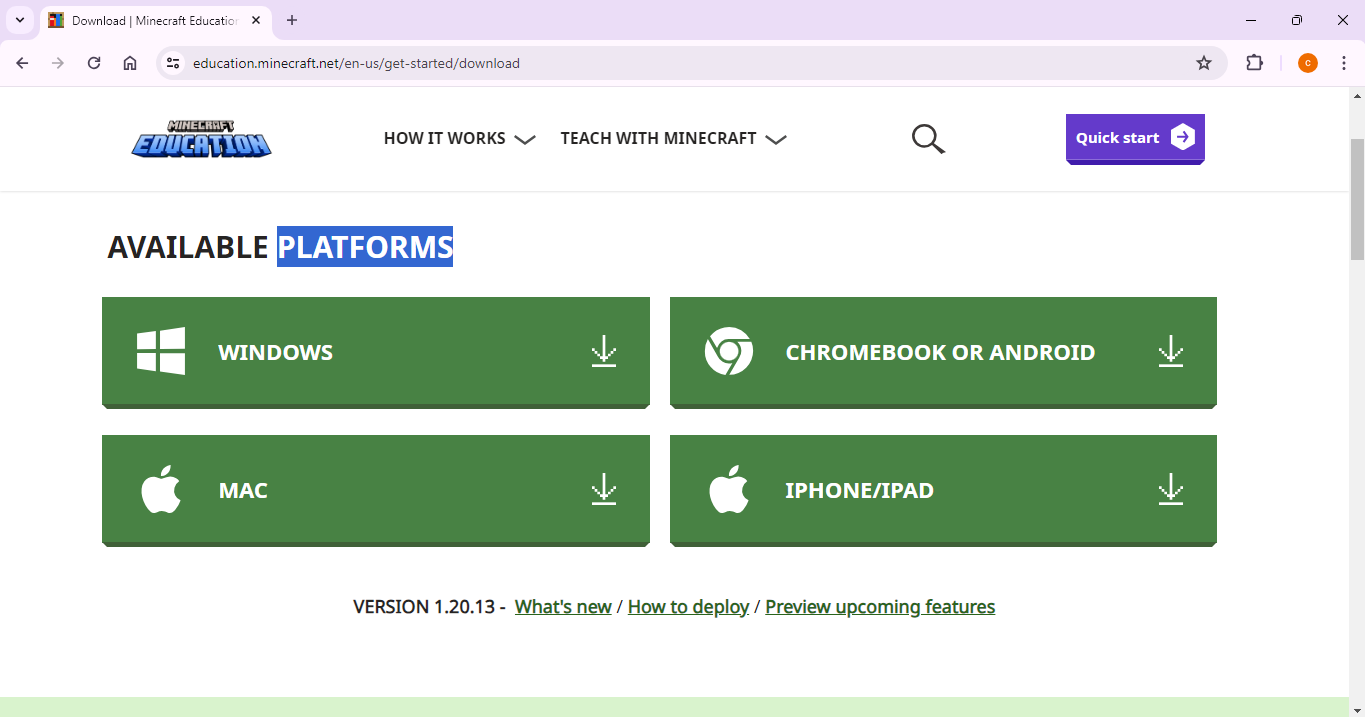 Download | Minecraft Education
education.minecraft.net/en-us/get-started/download
c
MINECRAFT
EDUCATION
HOW IT WORKS
TEACH WITH MINECRAFT
Quick start
AVAILABLE PLATFORMS
WINDOWS
CHROMEBOOK OR ANDROID
MAC
IPHONE/IPAD
VERSION 1.20.13 - What's new / How to deploy / Preview upcoming features